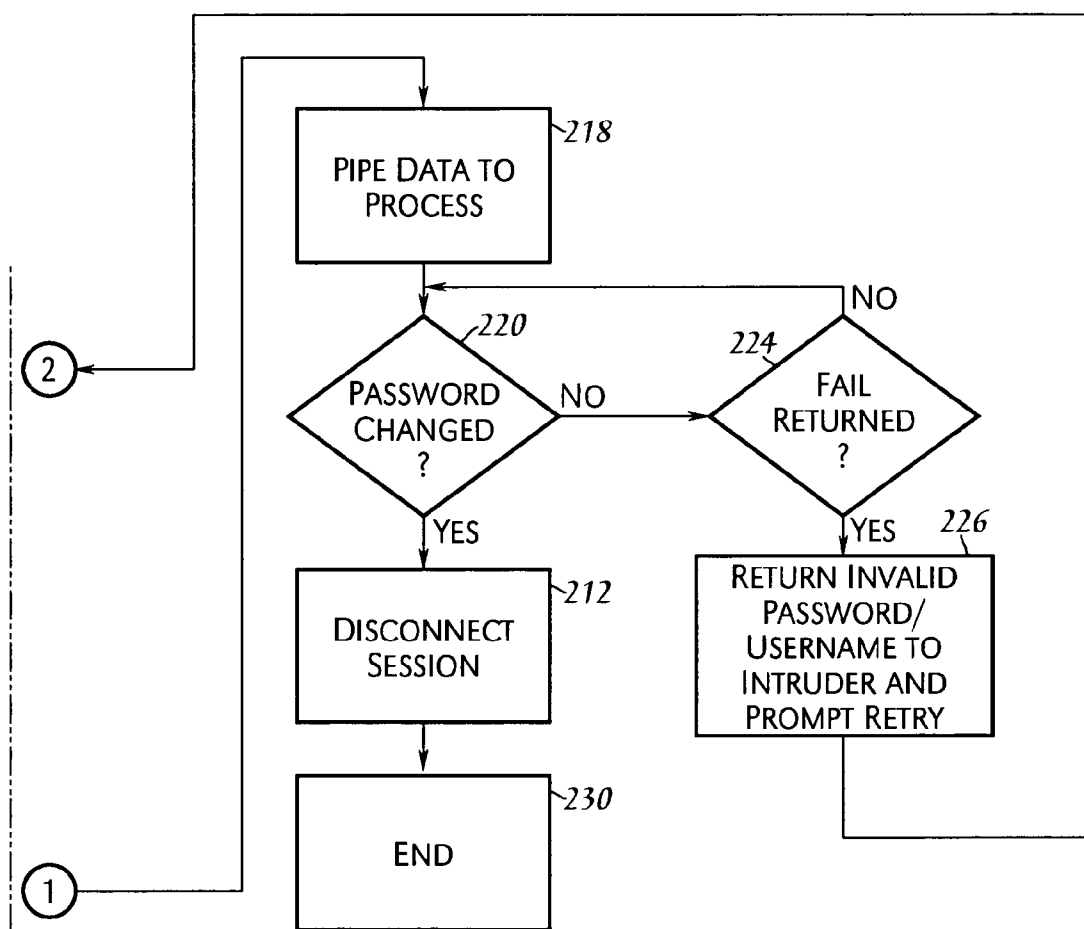 218
PIPE DATA TO
PROCESS
NO
220
224
2
PASSWORD
CHANGED
?
NO
FAIL
RETURNED
?
YES
YES
226
212
DISCONNECT
SESSION
RETURN INVALID
PASSWORD/
USERNAME TO
INTRUDER AND
PROMPT RETRY
230
END
1